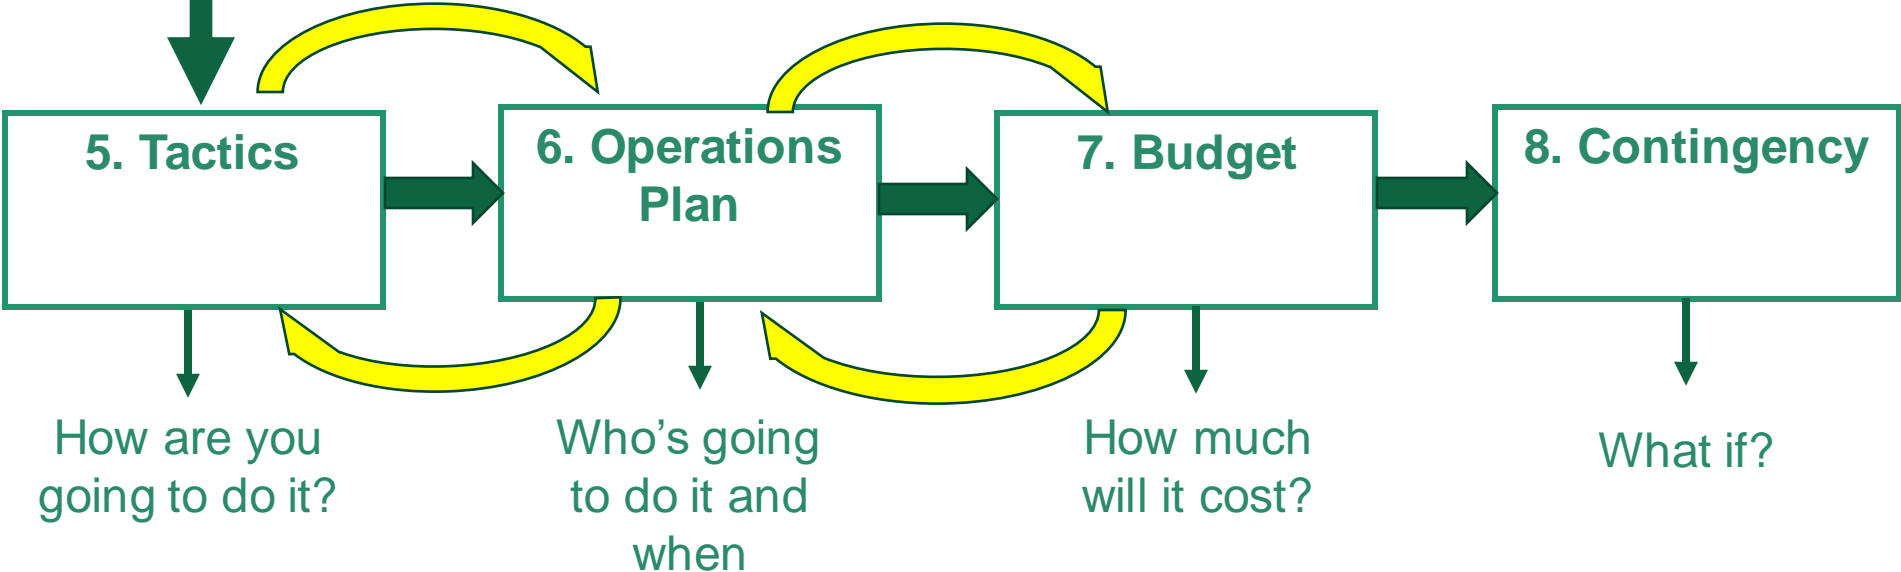 5. Tactics
6. Operations
Plan
7. Budget
8. Contingency
How are you
going to do it?
Who’s going
to do it and
when
How much
will it cost?
What if?